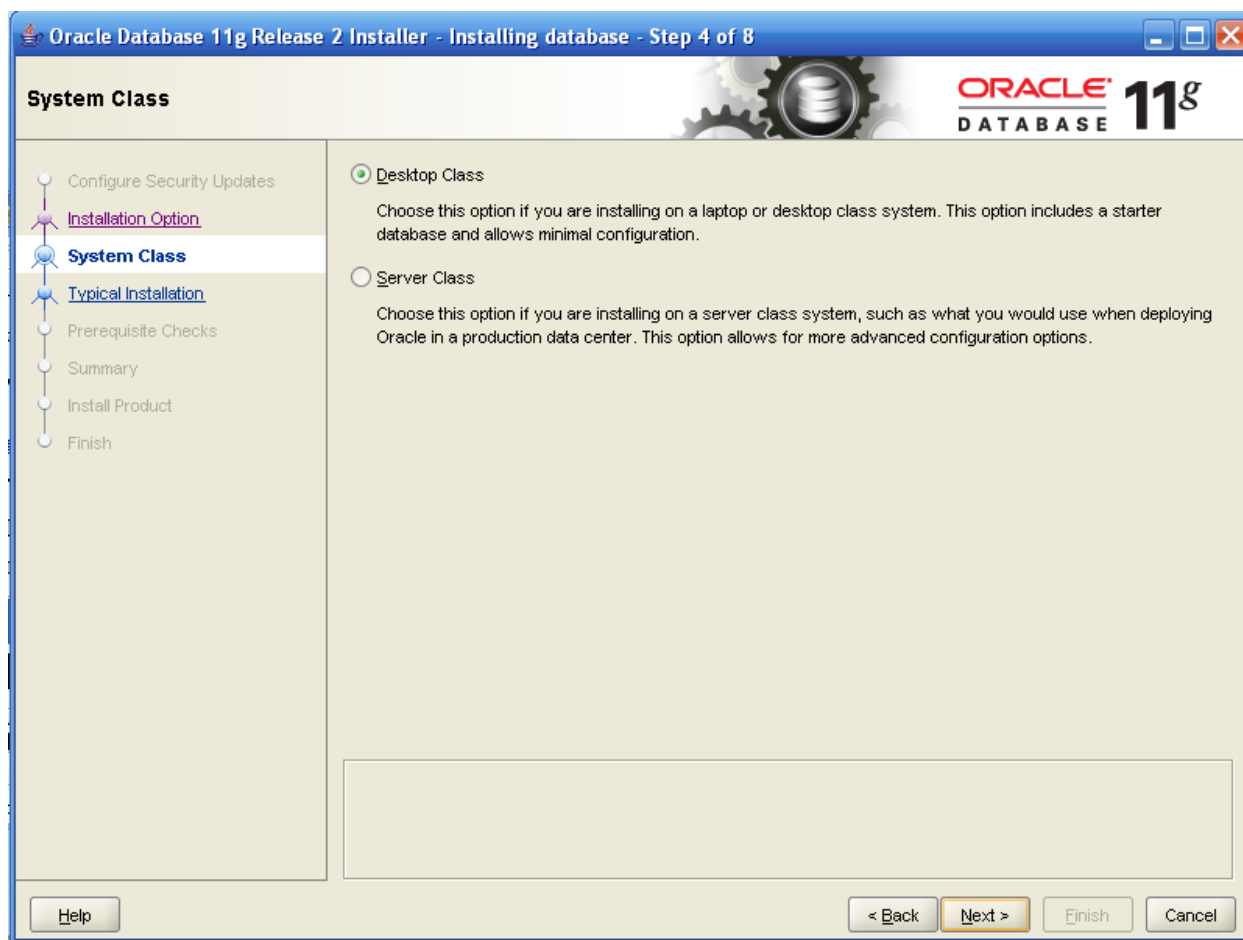 Oracle Database 11g Release 2 Installer - Installing database - Step 4 of 8
System Class
ORACLE
DATABASE
11g
Configure Security Updates
Installation Option
System Class
Typical Installation
Prerequisite Checks
Summary
Install Product
Finish
Desktop Class
Choose this option if you are installing on a laptop or desktop class system. This option includes a starter
database and allows minimal configuration.
Server Class
Choose this option if you are installing on a server class system, such as what you would use when deploying
Oracle in a production data center. This option allows for more advanced configuration options.
Help
< Back
Next >
Finish
Cancel